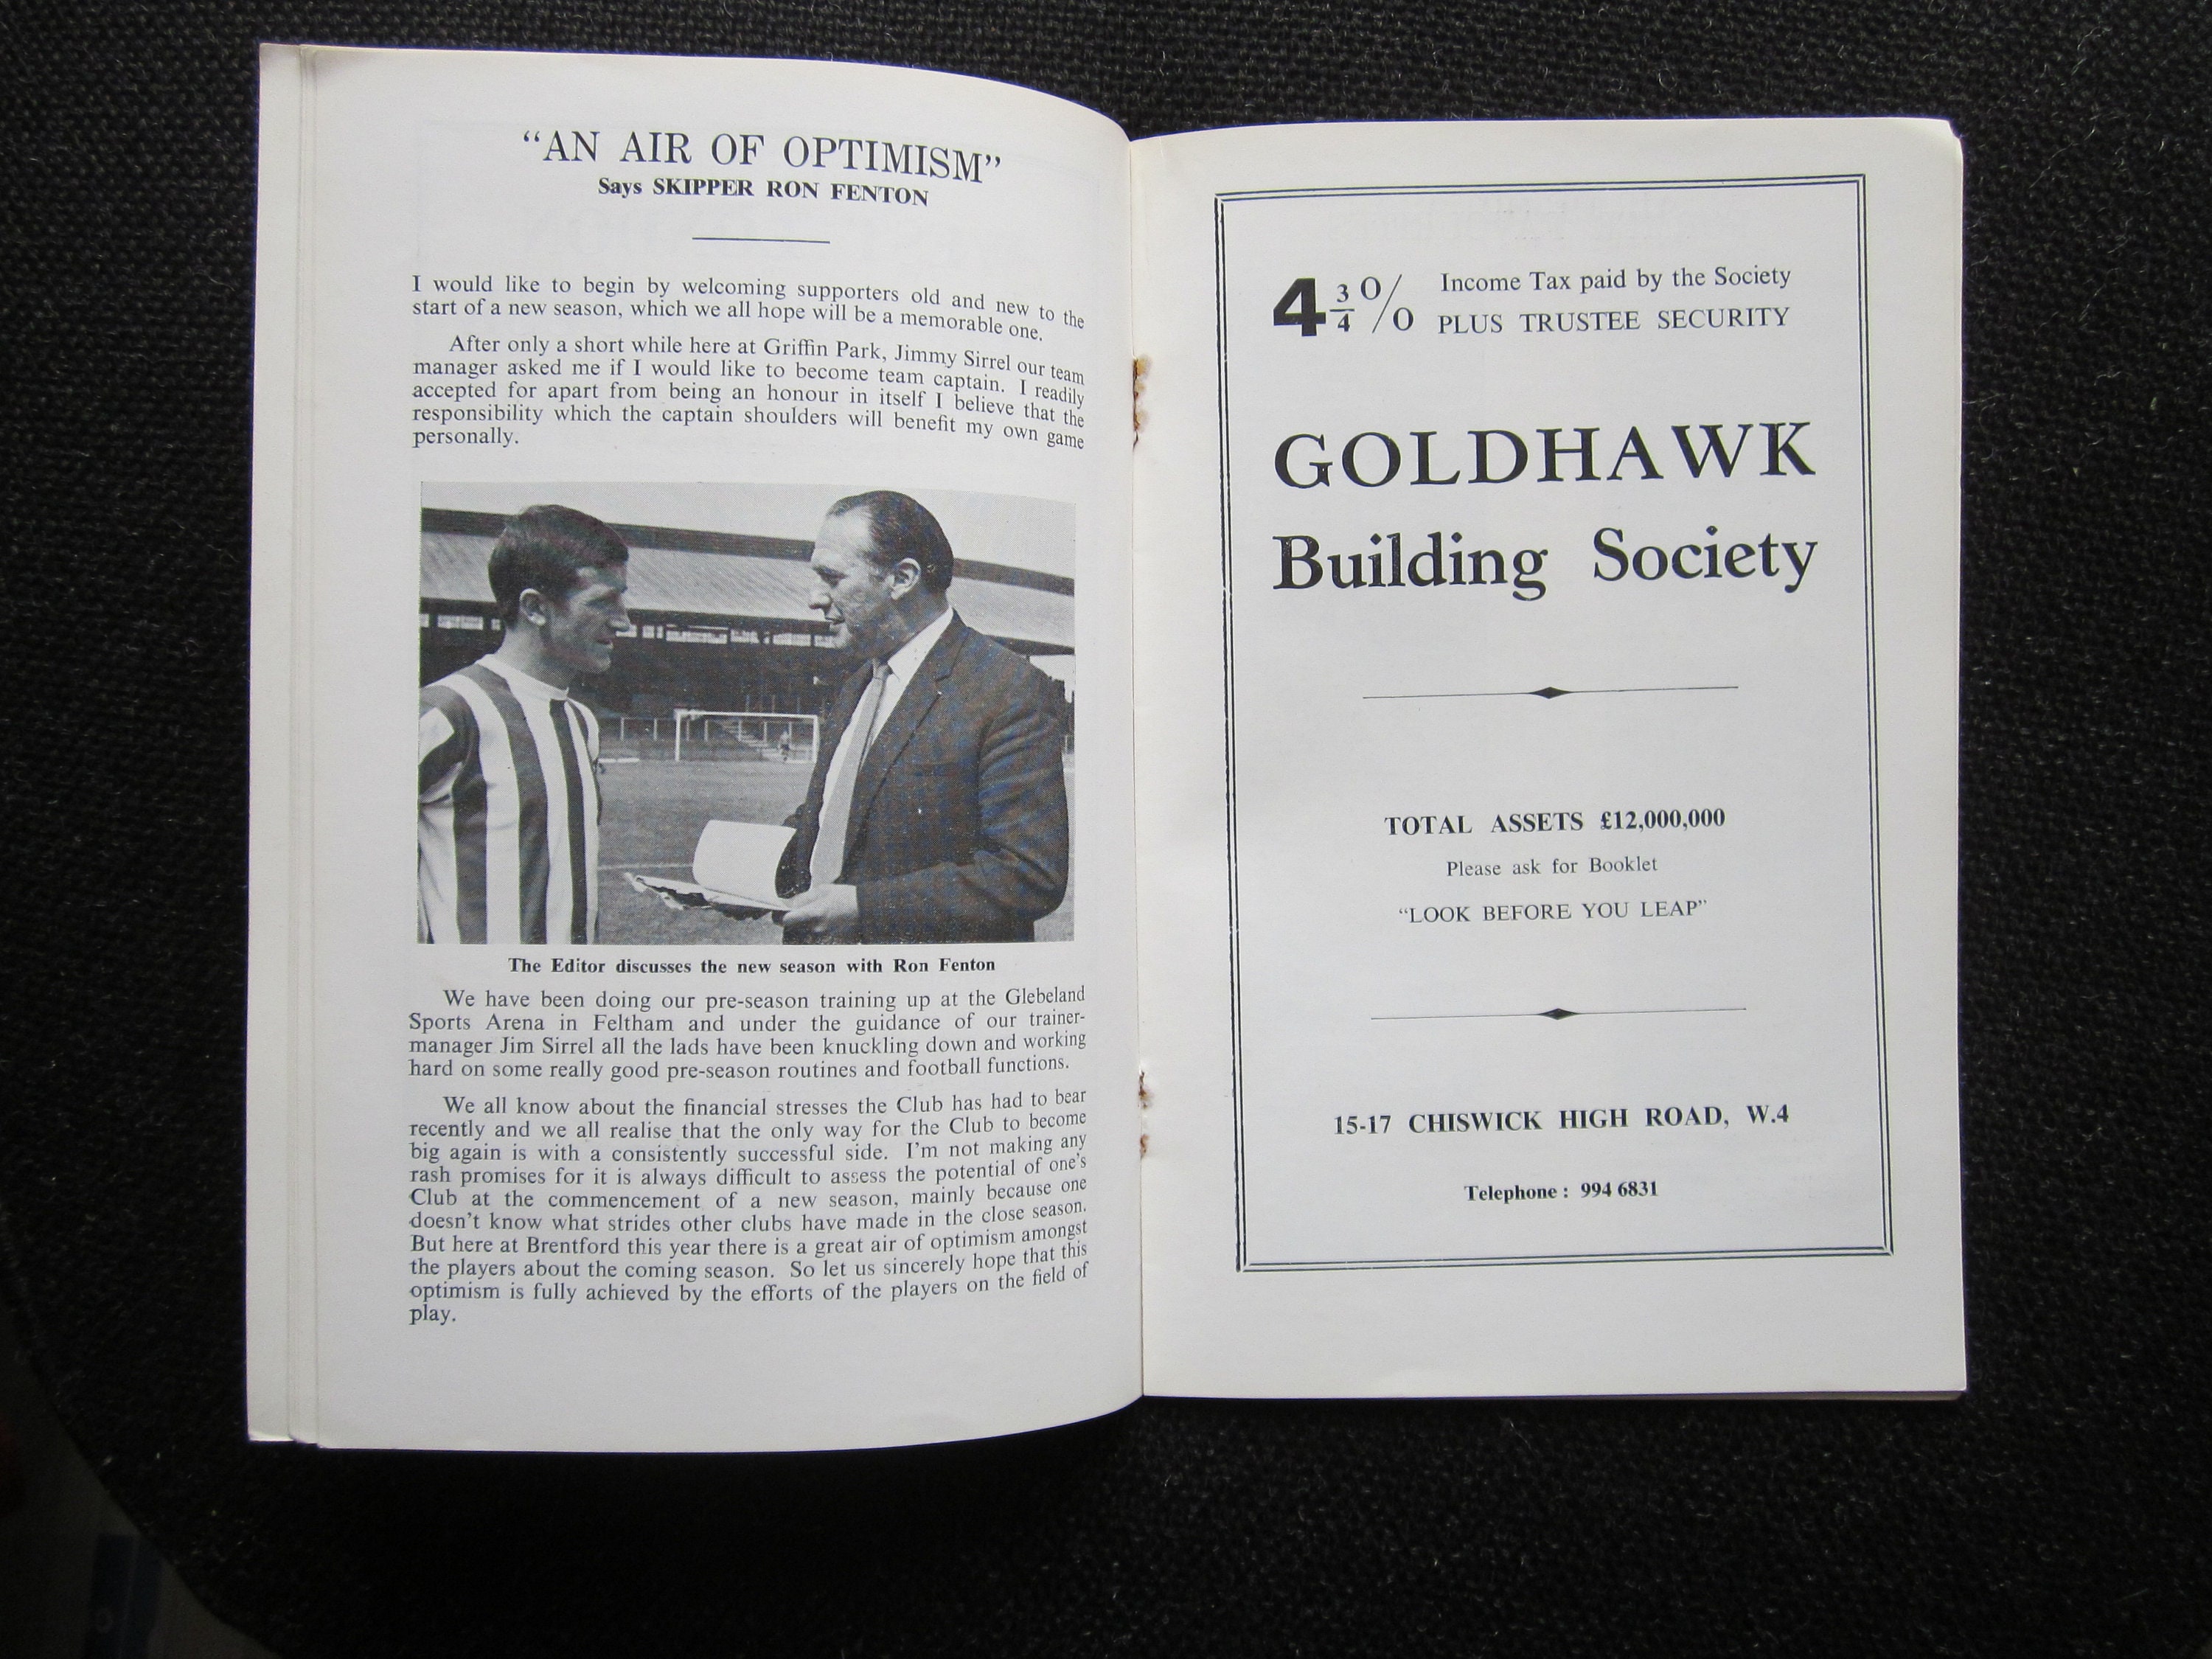 “AN AIR OF OPTIMISM”
Says SKIPPER RON FENTON
I would like to begin by welcoming supporters old and new to the
start of a new season, which we all hope will be a memorable one.
After only a short while here at Griffin Park, Jimmy Sirrel our team
manager asked me if I would like to become team captain. I readily
accepted for apart from being an honour in itself I believe that the
responsibility which the captain shoulders will benefit my own game
personally.
The Editor discusses the new season with Ron Fenton
We have been doing our pre-season training up at the Glebeland
Sports Arena in Feltham and under the guidance of our trainer-
manager Jim Sirrel all the lads have been knuckling down and working
hard on some really good pre-season routines and football functions.
We all know about the financial stresses the Club has had to bear
recently and we all realise that the only way for the Club to become
big again is with a consistently successful side. I'm not making any
rash promises for it is always difficult to assess the potential of one's
Club at the commencement of a new season, mainly because one
doesn't know what strides other clubs have made in the close season.
But here at Brentford this year there is a great air of optimism amongst
the players about the coming season. So let us sincerely hope that this
optimism is fully achieved by the efforts of the players on the field of
play.
4¾% Income Tax paid by the Society
PLUS TRUSTEE SECURITY
GOLDHAWK
Building Society
TOTAL ASSETS £12,000,000
Please ask for Booklet
“LOOK BEFORE YOU LEAP”
15-17 CHISWICK HIGH ROAD, W.4
Telephone : 994 6831